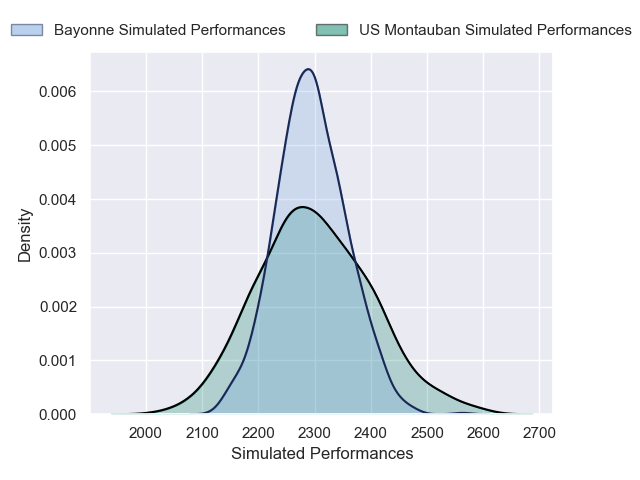 Bayonne Simulated Performances US Montauban Simulated Performances
0.006
0.005
0.004
0.003
0.002
0.001
0.000
Density
2000 2100 2200 2300 2400 2500 2600 2700
Simulated Performances